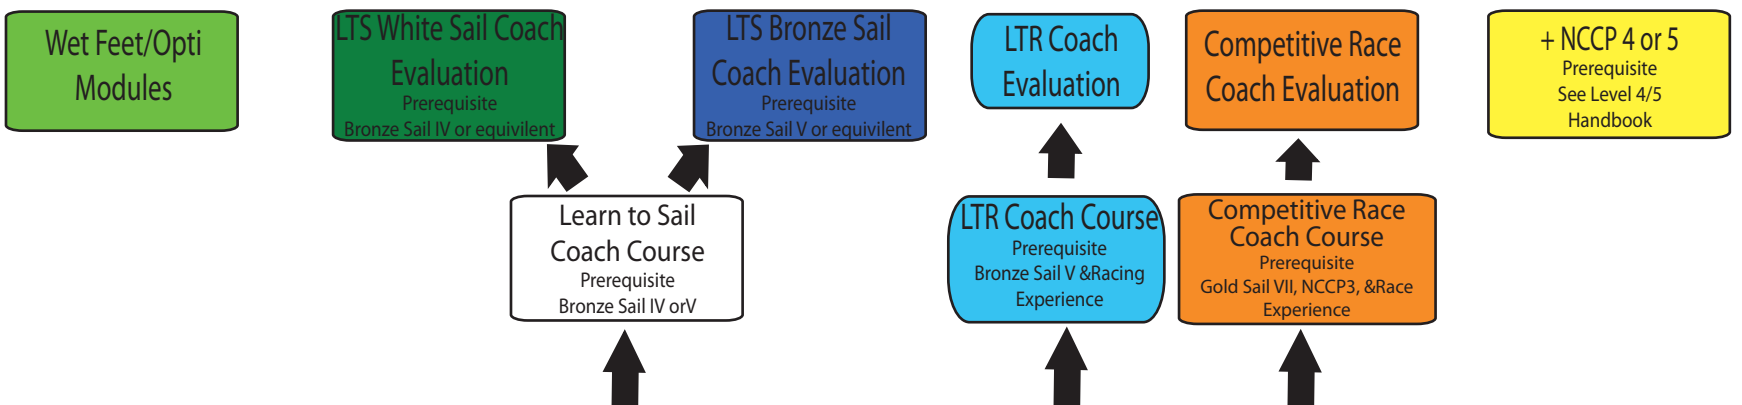 Wet Feet/Opti
Modules
LTS White Sail Coach
Evaluation
Prerequisite
Bronze Sail IV or equivilent
LTS Bronze Sail
Coach Evaluation
Prerequisite
Bronze Sail V or equivilent
LTR Coach
Evaluation
Competitive Race
Coach Evaluation
+ NCCP 4 or 5
Prerequisite
See Level 4/5
Handbook
Learn to Sail
Coach Course
Prerequisite
Bronze Sail IV orV
LTR Coach Course
Prerequisite
Bronze Sail V &Racing
Experience
Competitive Race
Coach Course
Prerequisite
Gold Sail VII, NCCP3, &Race
Experience